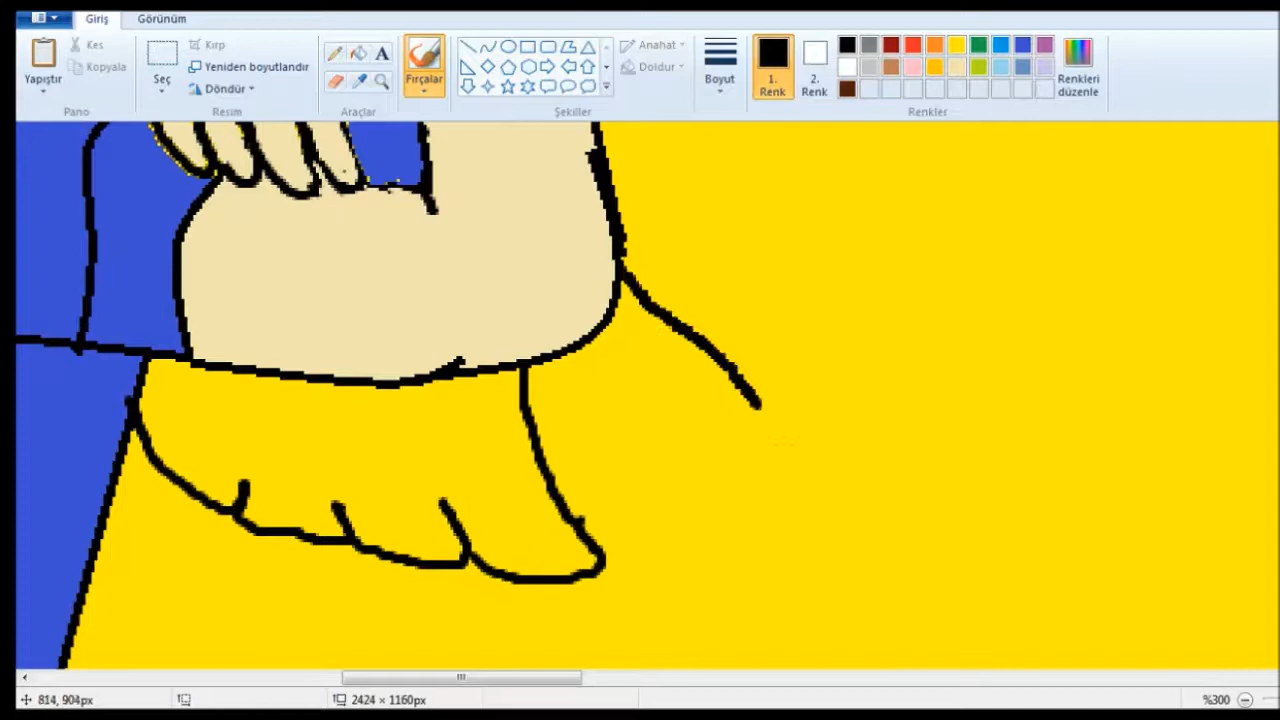 Giriş Görünüm
Yapıştır
Kes
Kopyala
Pano
Seç
Kırp
Yeniden boyutlandır
Döndür
Resim
A
Araçlar
Fırçalar
Şekiller
Anahat
Doldur
Boyut
1.
Renk
2.
Renk
Renkleri
düzenle
Renkler
814, 904px
2424 × 1160px
%300